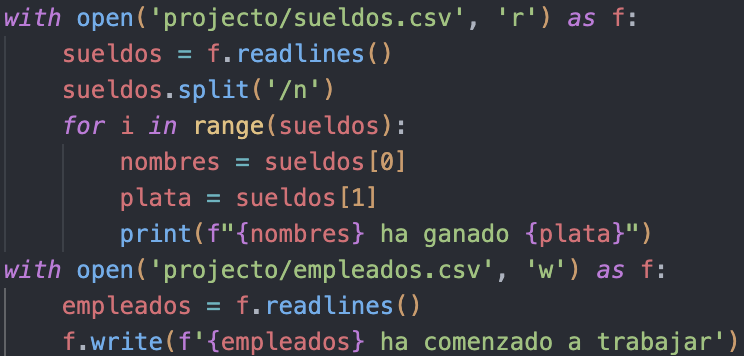 with open('projecto/sueldos.csv', 'r') as f:
    sueldos = f.readlines()
    sueldos.split('/n')
    for i in range(sueldos):
        nombres = sueldos[0]
        plata = sueldos[1]
        print(f"{nombres} ha ganado {plata}")
with open('projecto/empleados.csv', 'w') as f:
    empleados = f.readlines()
    f.write(f'{empleados} ha comenzado a trabajar')